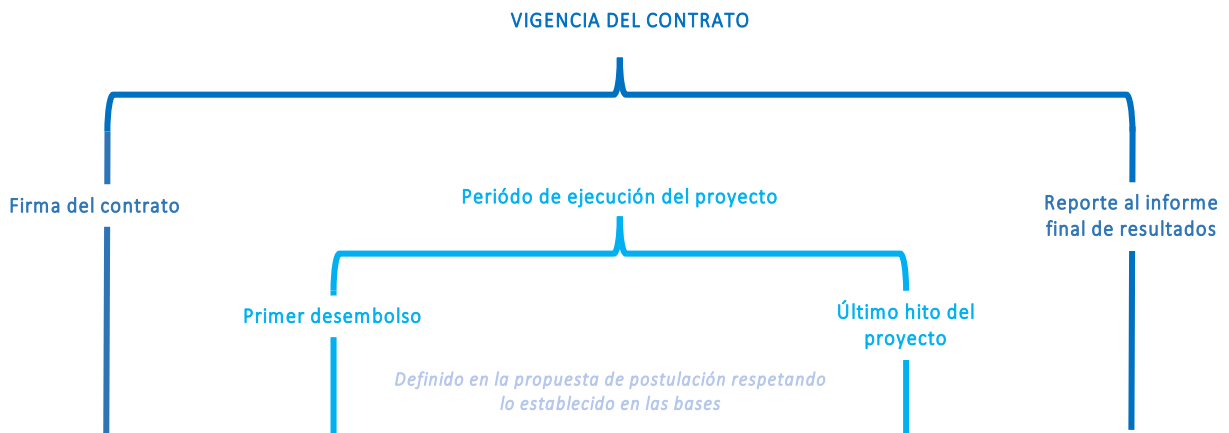 VIGENCIA DEL CONTRATO
Firma del contrato
Periódo de ejecución del proyecto
Reporte al informe
final de resultados
Primer desembolso
Último hito del
proyecto
Definido en la propuesta de postulación respetando
lo establecido en las bases